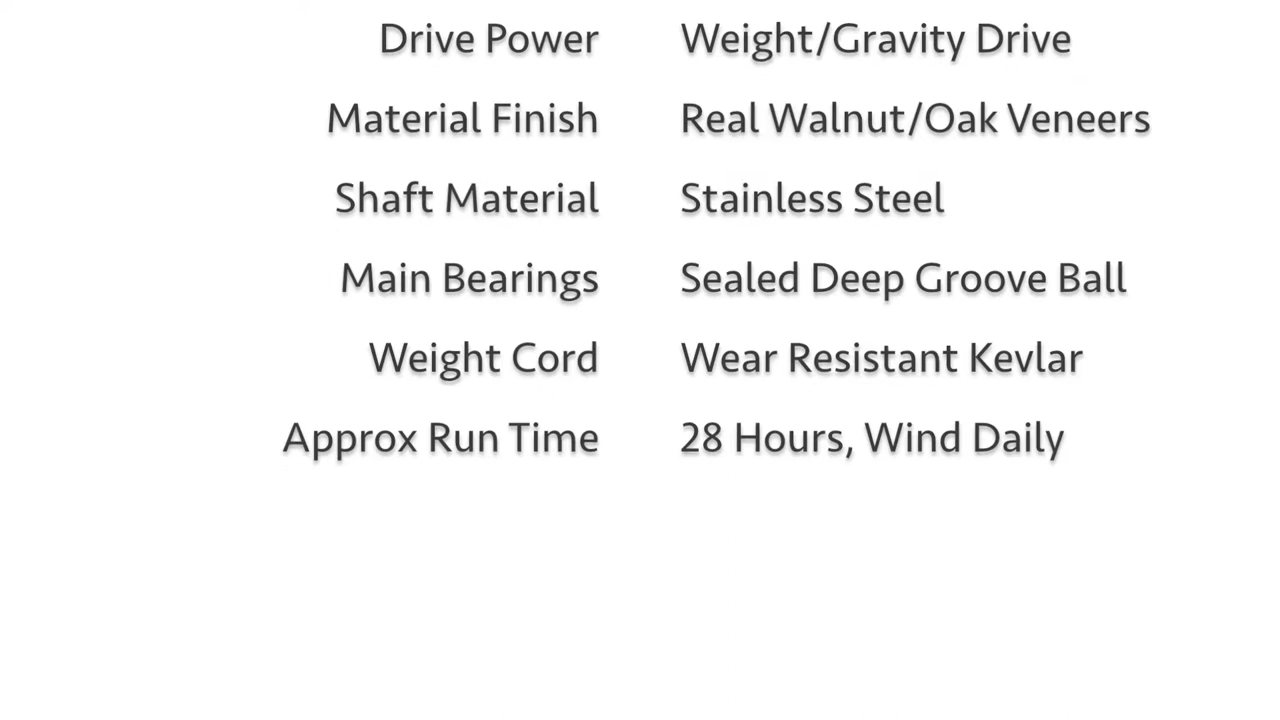 Drive Power Weight/Gravity Drive
Material Finish Real Walnut/Oak Veneers
Shaft Material Stainless Steel
Main Bearings Sealed Deep Groove Ball
Weight Cord Wear Resistant Kevlar
Approx Run Time 28 Hours, Wind Daily